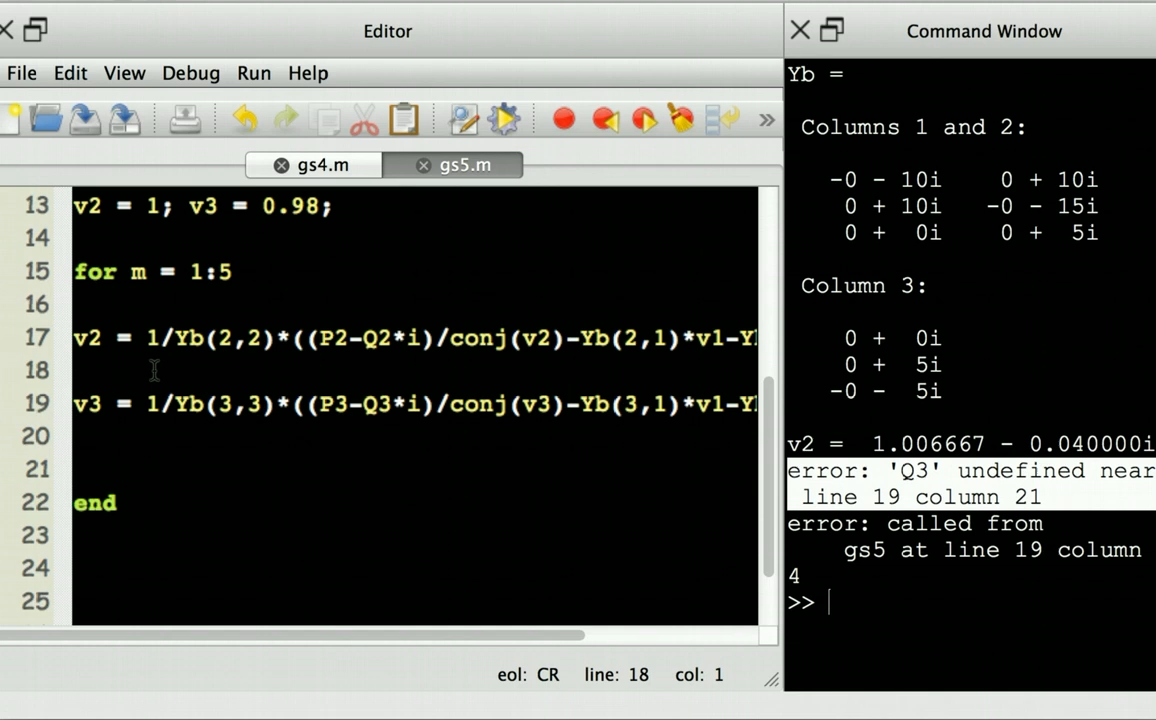 Editor
File Edit View Debug Run Help
»
gs4.m gs5.m
13 v2 = 1; v3 = 0.98;
14
15 for m = 1:5
16
17 v2 = 1/Yb(2,2)*((P2-Q2*i)/conj(v2)-Yb(2,1)*v1-Y
18
19 v3 = 1/Yb(3,3)*((P3-Q3*i)/conj(v3)-Yb(3,1)*v1-Y
20
21
22 end
23
24
25
eol: CR line: 18 col: 1
Command Window
Yb =
Columns 1 and 2:
-0 - 10i 0 + 10i
0 + 10i -0 - 15i
0 + 0i 0 + 5i
Column 3:
0 + 0i
0 + 5i
-0 - 5i
v2 = 1.006667 - 0.040000i
error: 'Q3' undefined near
line 19 column 21
error: called from
gs5 at line 19 column
4
>>